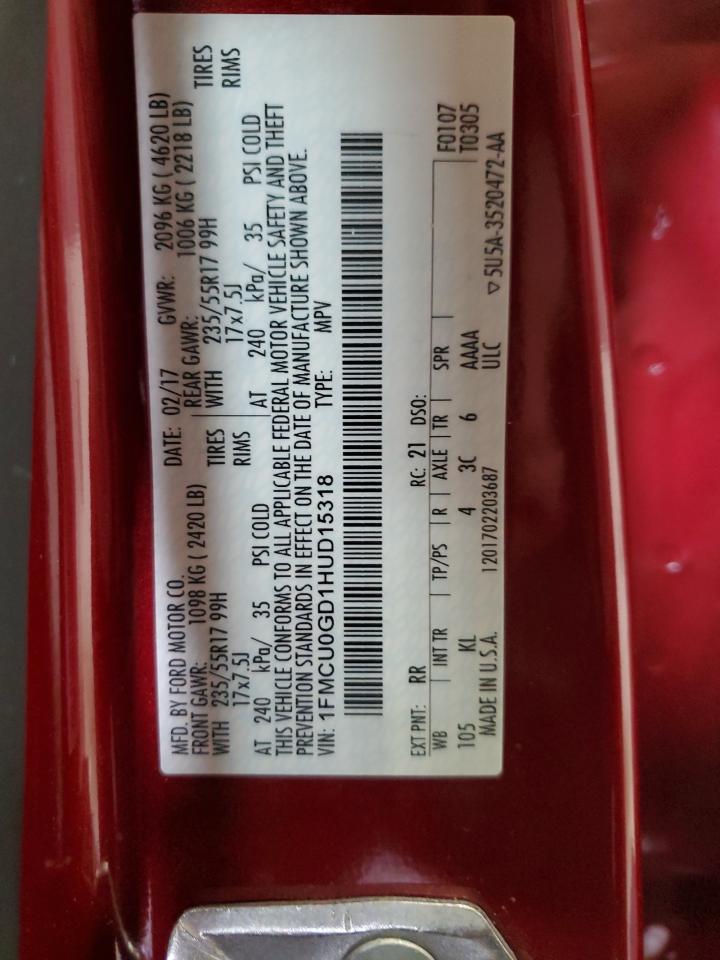 MFD. BY FORD MOTOR CO. DATE: 02/17 GVWR: 2096 KG ( 4620 LB)
FRONT GAWR: 1098 KG ( 2420 LB) REAR GAWR: 1006 KG ( 2218 LB)
WITH 235/55R17 99H TIRES WITH 235/55R17 99H TIRES
17x7.5J RIMS 17x7.5J RIMS
AT 240 kPa/ 35 PSI COLD AT 240 kPa/ 35 PSI COLD
THIS VEHICLE CONFORMS TO ALL APPLICABLE FEDERAL MOTOR VEHICLE SAFETY AND THEFT
PREVENTION STANDARDS IN EFFECT ON THE DATE OF MANUFACTURE SHOWN ABOVE.
VIN: 1FMCU0GD1HUD15318 TYPE: MPV
EXT PNT: RR RC: 21 DSO: F0107
WB INT TR TP/PS R AXLE TR SPR T0305
105 KL 4 3C 6 AAAA
MADE IN U.S.A. 1201702203687 ULC ▽5U5A-3520472-AA